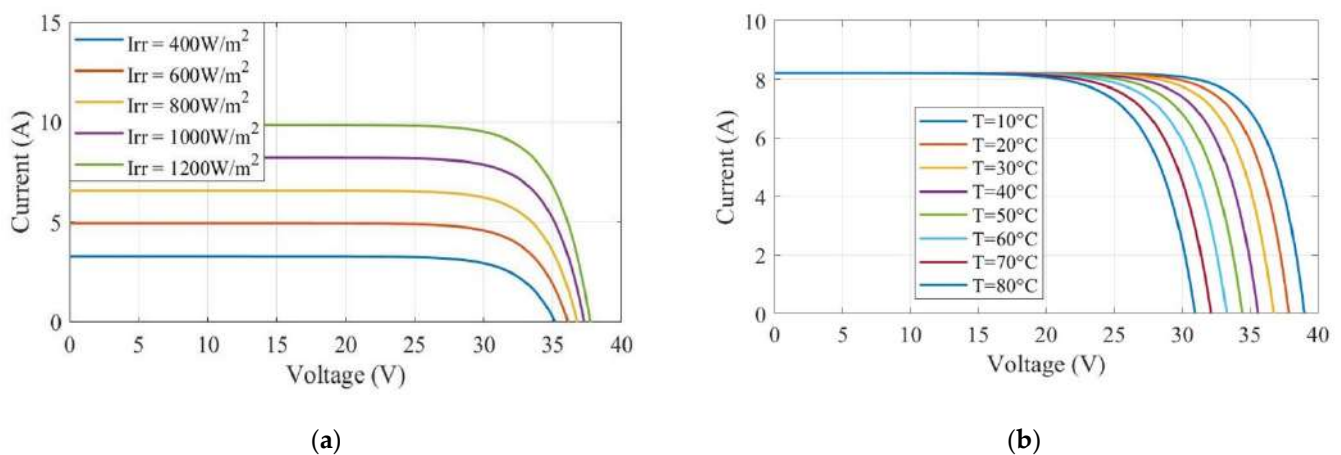 15
10
5
0
Current (A)
Irr = 400W/m²
Irr = 600W/m²
Irr = 800W/m²
Irr = 1000W/m²
Irr = 1200W/m²
0 5 10 15 20 25 30 35 40
Voltage (V)
(a)
10
8
6
4
2
0
Current (A)
T=10°C
T=20°C
T=30°C
T=40°C
T=50°C
T=60°C
T=70°C
T=80°C
0 5 10 15 20 25 30 35 40
Voltage (V)
(b)